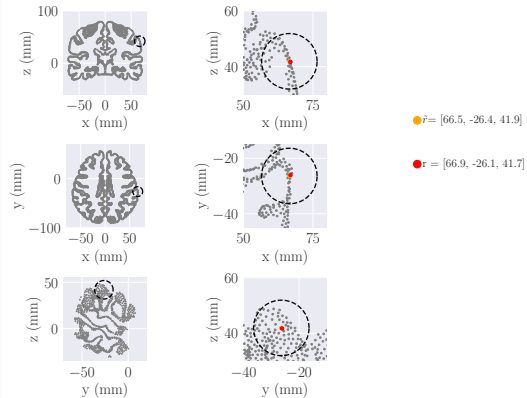 100
0
z (mm)
−50 0 50
x (mm)
60
40
z (mm)
50 75
x (mm)
r̃= [66.5, -26.4, 41.9]
r = [66.9, -26.1, 41.7]
0
−100
y (mm)
−50 0 50
x (mm)
−20
−40
y (mm)
50 75
x (mm)
50
0
z (mm)
−50 0
y (mm)
60
40
z (mm)
−40 −20
y (mm)